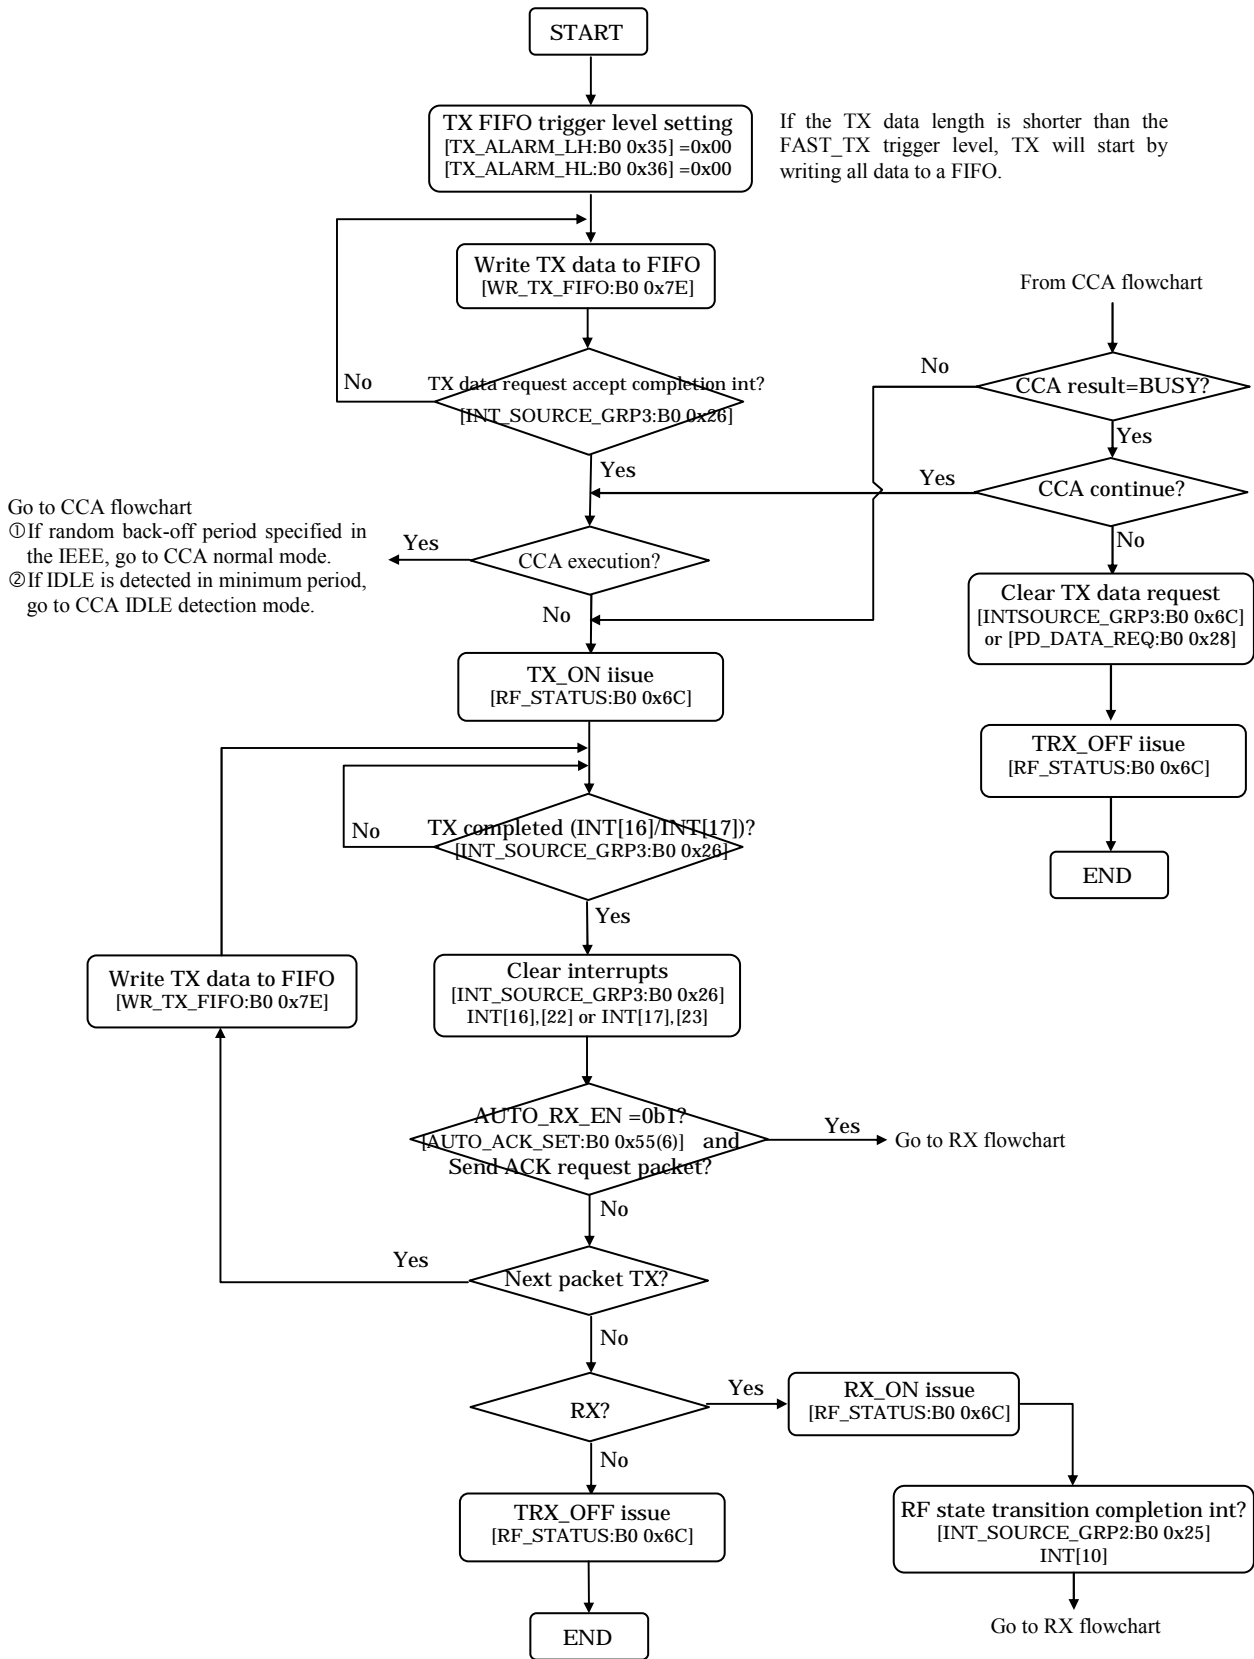 START
TX FIFO trigger level setting
[TX_ALARM_LH:B0 0x35] =0x00
[TX_ALARM_HL:B0 0x36] =0x00
If the TX data length is shorter than the
FAST_TX trigger level, TX will start by
writing all data to a FIFO.
Write TX data to FIFO
[WR_TX_FIFO:B0 0x7E]
From CCA flowchart
No
TX data request accept completion int?
[INT_SOURCE_GRP3:B0 0x26]
No
CCA result=BUSY?
Yes
Yes
Yes
CCA continue?
Go to CCA flowchart
①If random back-off period specified in
the IEEE, go to CCA normal mode.
②If IDLE is detected in minimum period,
go to CCA IDLE detection mode.
Yes
CCA execution?
No
No
Clear TX data request
[INTSOURCE_GRP3:B0 0x6C]
or [PD_DATA_REQ:B0 0x28]
TX_ON iisue
[RF_STATUS:B0 0x6C]
TRX_OFF iisue
[RF_STATUS:B0 0x6C]
No
TX completed (INT[16]/INT[17])?
[INT_SOURCE_GRP3:B0 0x26]
END
Yes
Write TX data to FIFO
[WR_TX_FIFO:B0 0x7E]
Clear interrupts
[INT_SOURCE_GRP3:B0 0x26]
INT[16],[22] or INT[17],[23]
AUTO_RX_EN =0b1?
[AUTO_ACK_SET:B0 0x55(6)] and
Send ACK request packet?
Yes
Go to RX flowchart
No
Yes
Next packet TX?
No
RX?
Yes
RX_ON issue
[RF_STATUS:B0 0x6C]
No
TRX_OFF issue
[RF_STATUS:B0 0x6C]
RF state transition completion int?
[INT_SOURCE_GRP2:B0 0x25]
INT[10]
END
Go to RX flowchart